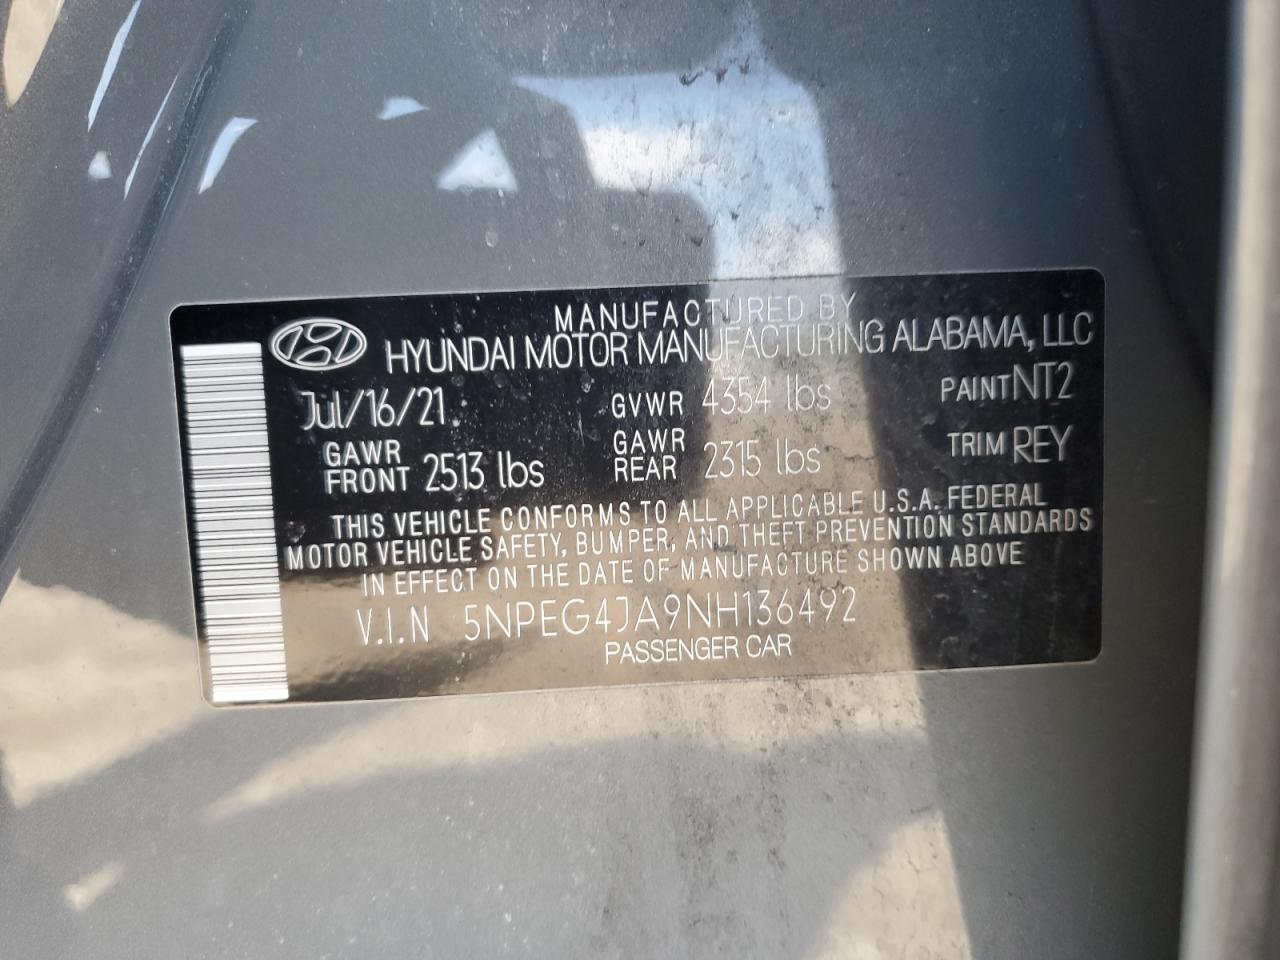 MANUFACTURED BY
HYUNDAI MOTOR MANUFACTURING ALABAMA, LLC
Jul/16/21 GVWR 4354 lbs PAINT NT2
GAWR FRONT 2513 lbs GAWR REAR 2315 lbs TRIM REY
THIS VEHICLE CONFORMS TO ALL APPLICABLE U.S.A. FEDERAL
MOTOR VEHICLE SAFETY, BUMPER, AND THEFT PREVENTION STANDARDS
IN EFFECT ON THE DATE OF MANUFACTURE SHOWN ABOVE
V.I.N 5NPEG4JA9NH136492
PASSENGER CAR